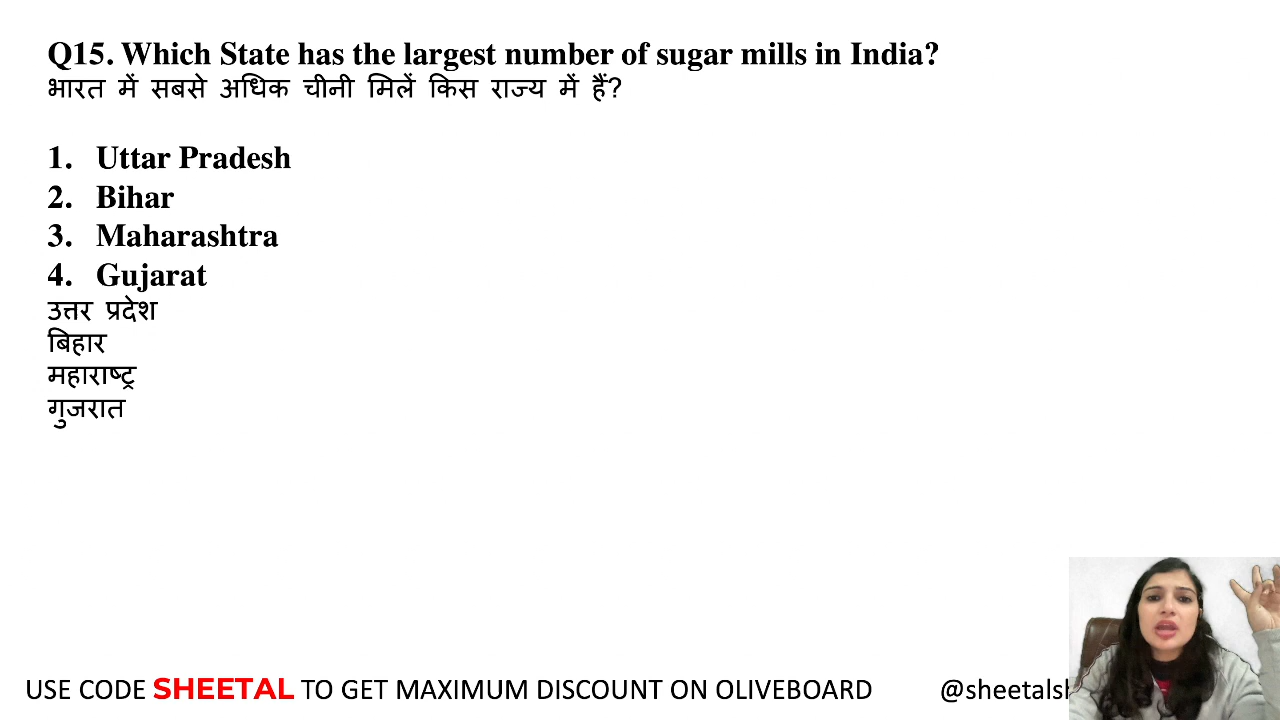 Q15. Which State has the largest number of sugar mills in India?
भारत में सबसे अधिक चीनी मिलें किस राज्य में हैं?
1. Uttar Pradesh
2. Bihar
3. Maharashtra
4. Gujarat
उत्तर प्रदेश
बिहार
महाराष्ट्र
गुजरात
USE CODE SHEETAL TO GET MAXIMUM DISCOUNT ON OLIVEBOARD